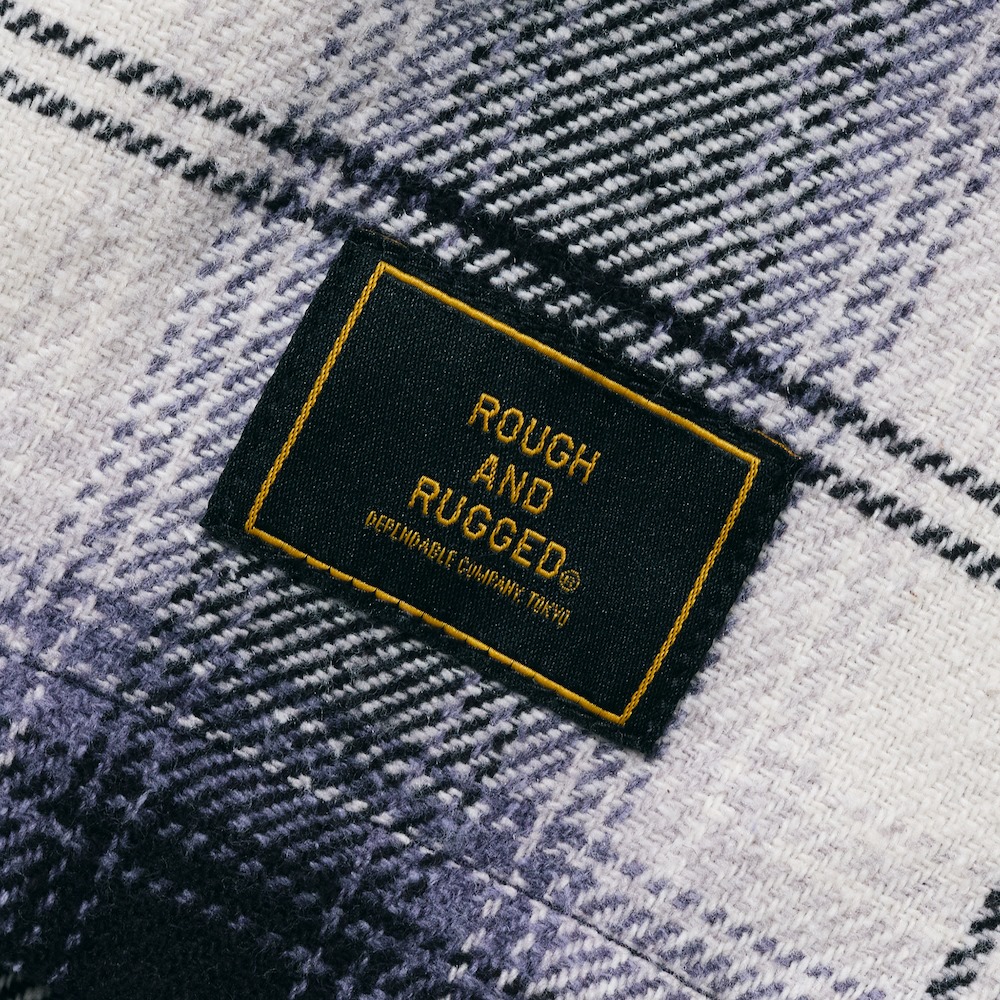 ROUGH
AND
RUGGED®
DEPENDABLE COMPANY, TOKYO